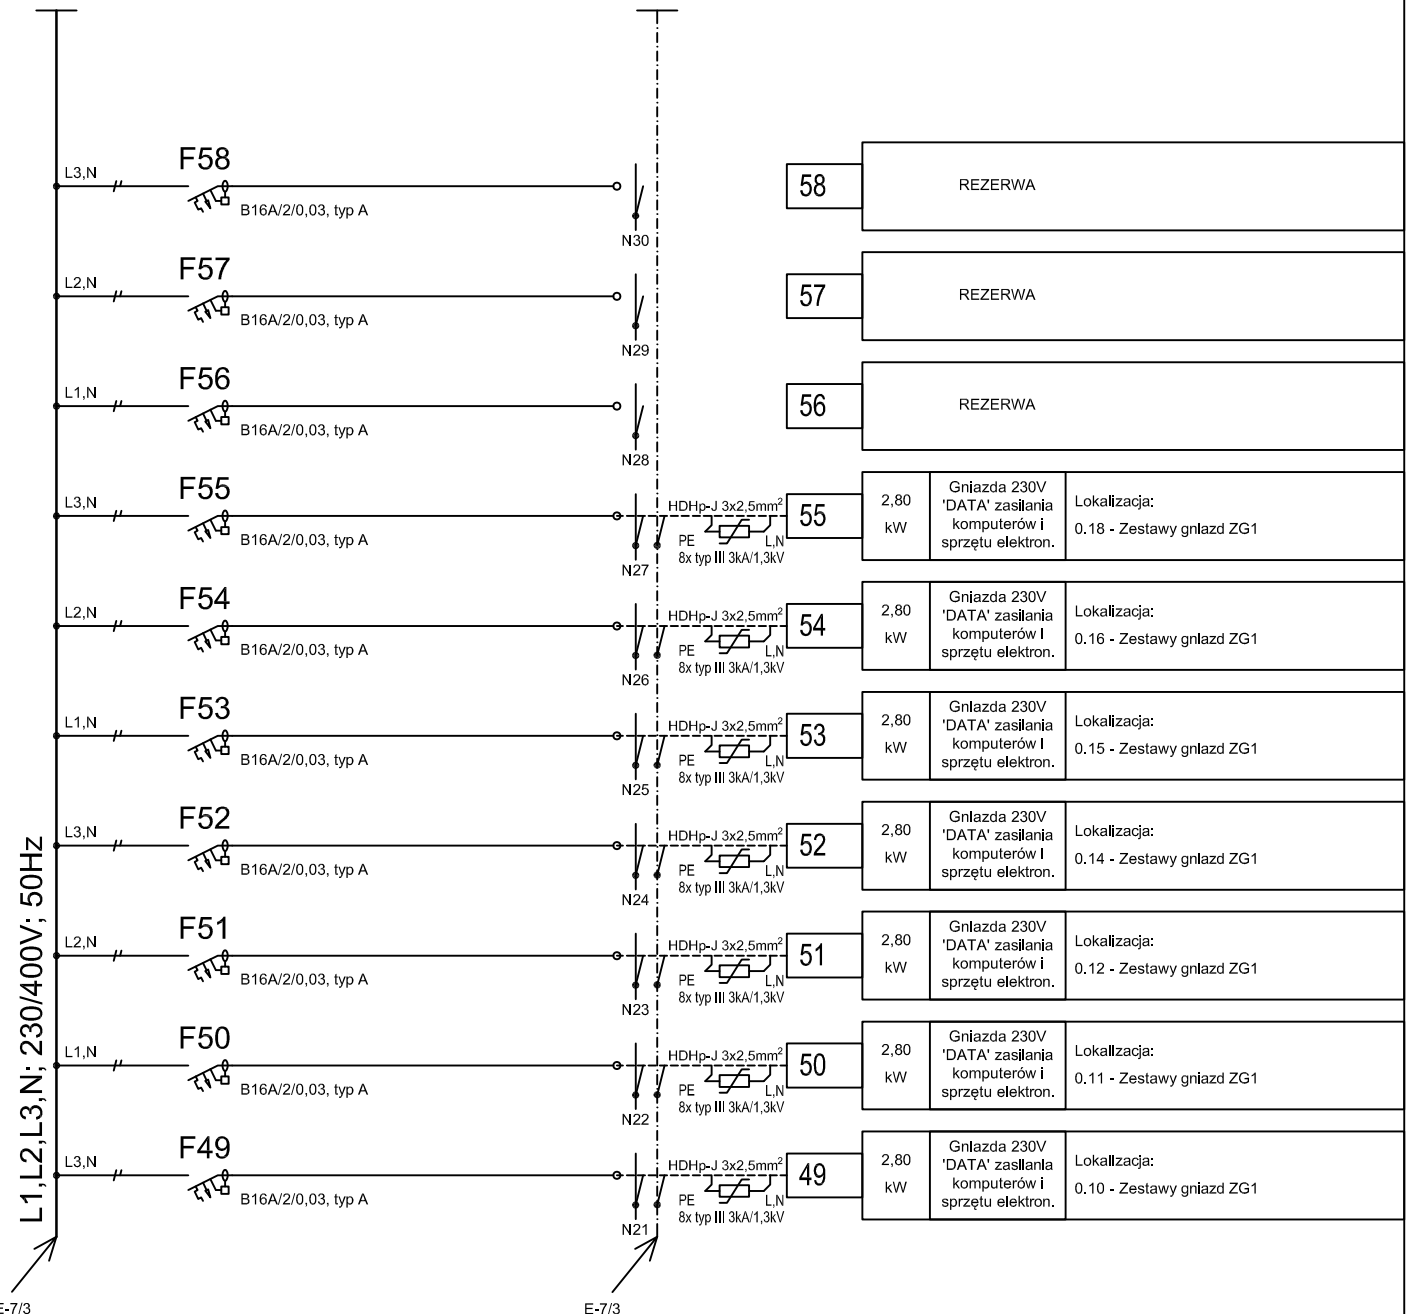 F58
L3,N
B16A/2/0,03, typ A
N30
58
REZERWA
F57
L2,N
B16A/2/0,03, typ A
N29
57
REZERWA
F56
L1,N
B16A/2/0,03, typ A
N28
56
REZERWA
F55
L3,N
B16A/2/0,03, typ A
N27
HDHp-J 3x2,5mm²
PE
L,N
8x typ III 3kA/1,3kV
55
2,80
kW
Gniazda 230V
'DATA' zasilania
komputerów i
sprzętu elektron.
Lokalizacja:
0.18 - Zestawy gniazd ZG1
F54
L2,N
B16A/2/0,03, typ A
N26
HDHp-J 3x2,5mm²
PE
L,N
8x typ III 3kA/1,3kV
54
2,80
kW
Gniazda 230V
'DATA' zasilania
komputerów i
sprzętu elektron.
Lokalizacja:
0.16 - Zestawy gniazd ZG1
F53
L1,N
B16A/2/0,03, typ A
N25
HDHp-J 3x2,5mm²
PE
L,N
8x typ III 3kA/1,3kV
53
2,80
kW
Gniazda 230V
'DATA' zasilania
komputerów i
sprzętu elektron.
Lokalizacja:
0.15 - Zestawy gniazd ZG1
F52
L3,N
B16A/2/0,03, typ A
N24
HDHp-J 3x2,5mm²
PE
L,N
8x typ III 3kA/1,3kV
52
2,80
kW
Gniazda 230V
'DATA' zasilania
komputerów i
sprzętu elektron.
Lokalizacja:
0.14 - Zestawy gniazd ZG1
F51
L2,N
B16A/2/0,03, typ A
N23
HDHp-J 3x2,5mm²
PE
L,N
8x typ III 3kA/1,3kV
51
2,80
kW
Gniazda 230V
'DATA' zasilania
komputerów i
sprzętu elektron.
Lokalizacja:
0.12 - Zestawy gniazd ZG1
F50
L1,N
B16A/2/0,03, typ A
N22
HDHp-J 3x2,5mm²
PE
L,N
8x typ III 3kA/1,3kV
50
2,80
kW
Gniazda 230V
'DATA' zasilania
komputerów i
sprzętu elektron.
Lokalizacja:
0.11 - Zestawy gniazd ZG1
F49
L3,N
B16A/2/0,03, typ A
N21
HDHp-J 3x2,5mm²
PE
L,N
8x typ III 3kA/1,3kV
49
2,80
kW
Gniazda 230V
'DATA' zasilania
komputerów i
sprzętu elektron.
Lokalizacja:
0.10 - Zestawy gniazd ZG1
L1,L2,L3,N; 230/400V; 50Hz
E-7/3
E-7/3